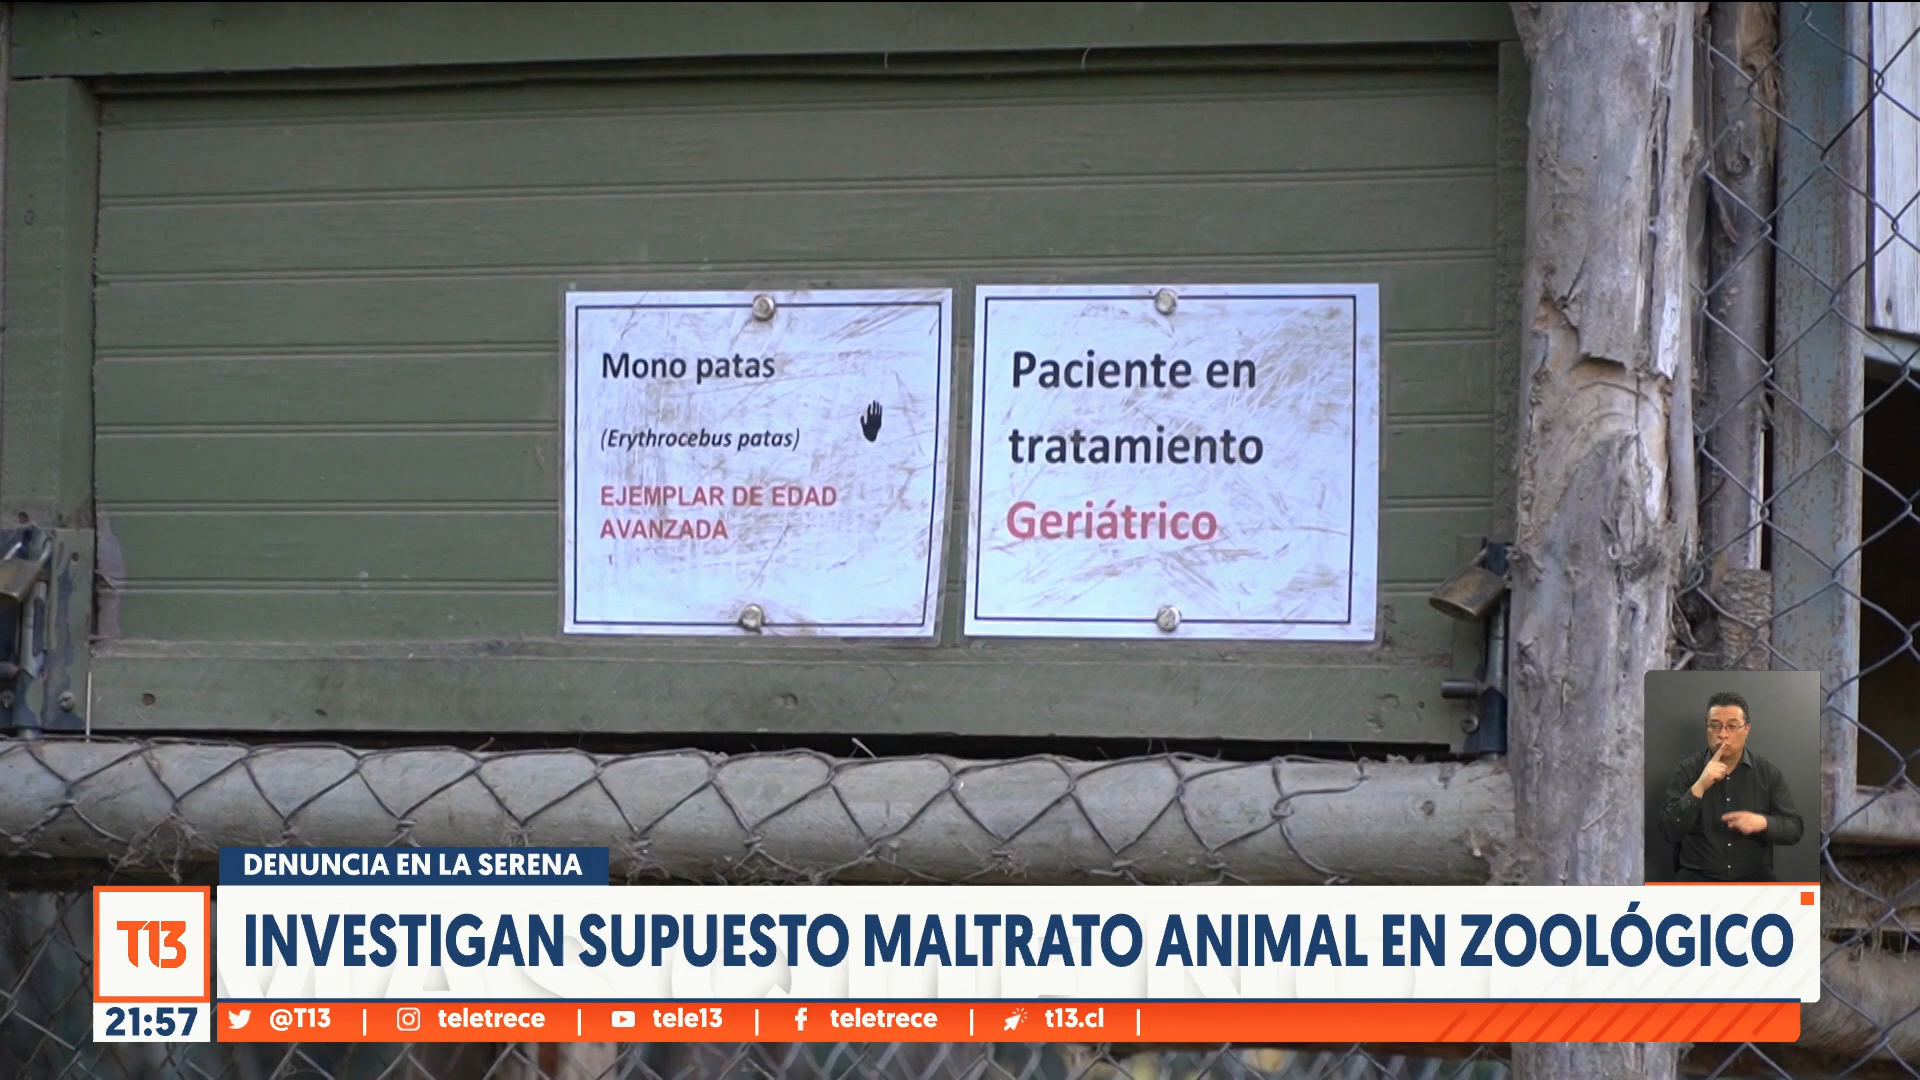 Mono patas
(Erythrocebus patas)
EJEMPLAR DE EDAD
AVANZADA
Paciente en
tratamiento
Geriátrico
DENUNCIA EN LA SERENA
T13
INVESTIGAN SUPUESTO MALTRATO ANIMAL EN ZOOLÓGICO
21:57
@T13 | teletrece | tele13 | teletrece | t13.cl |